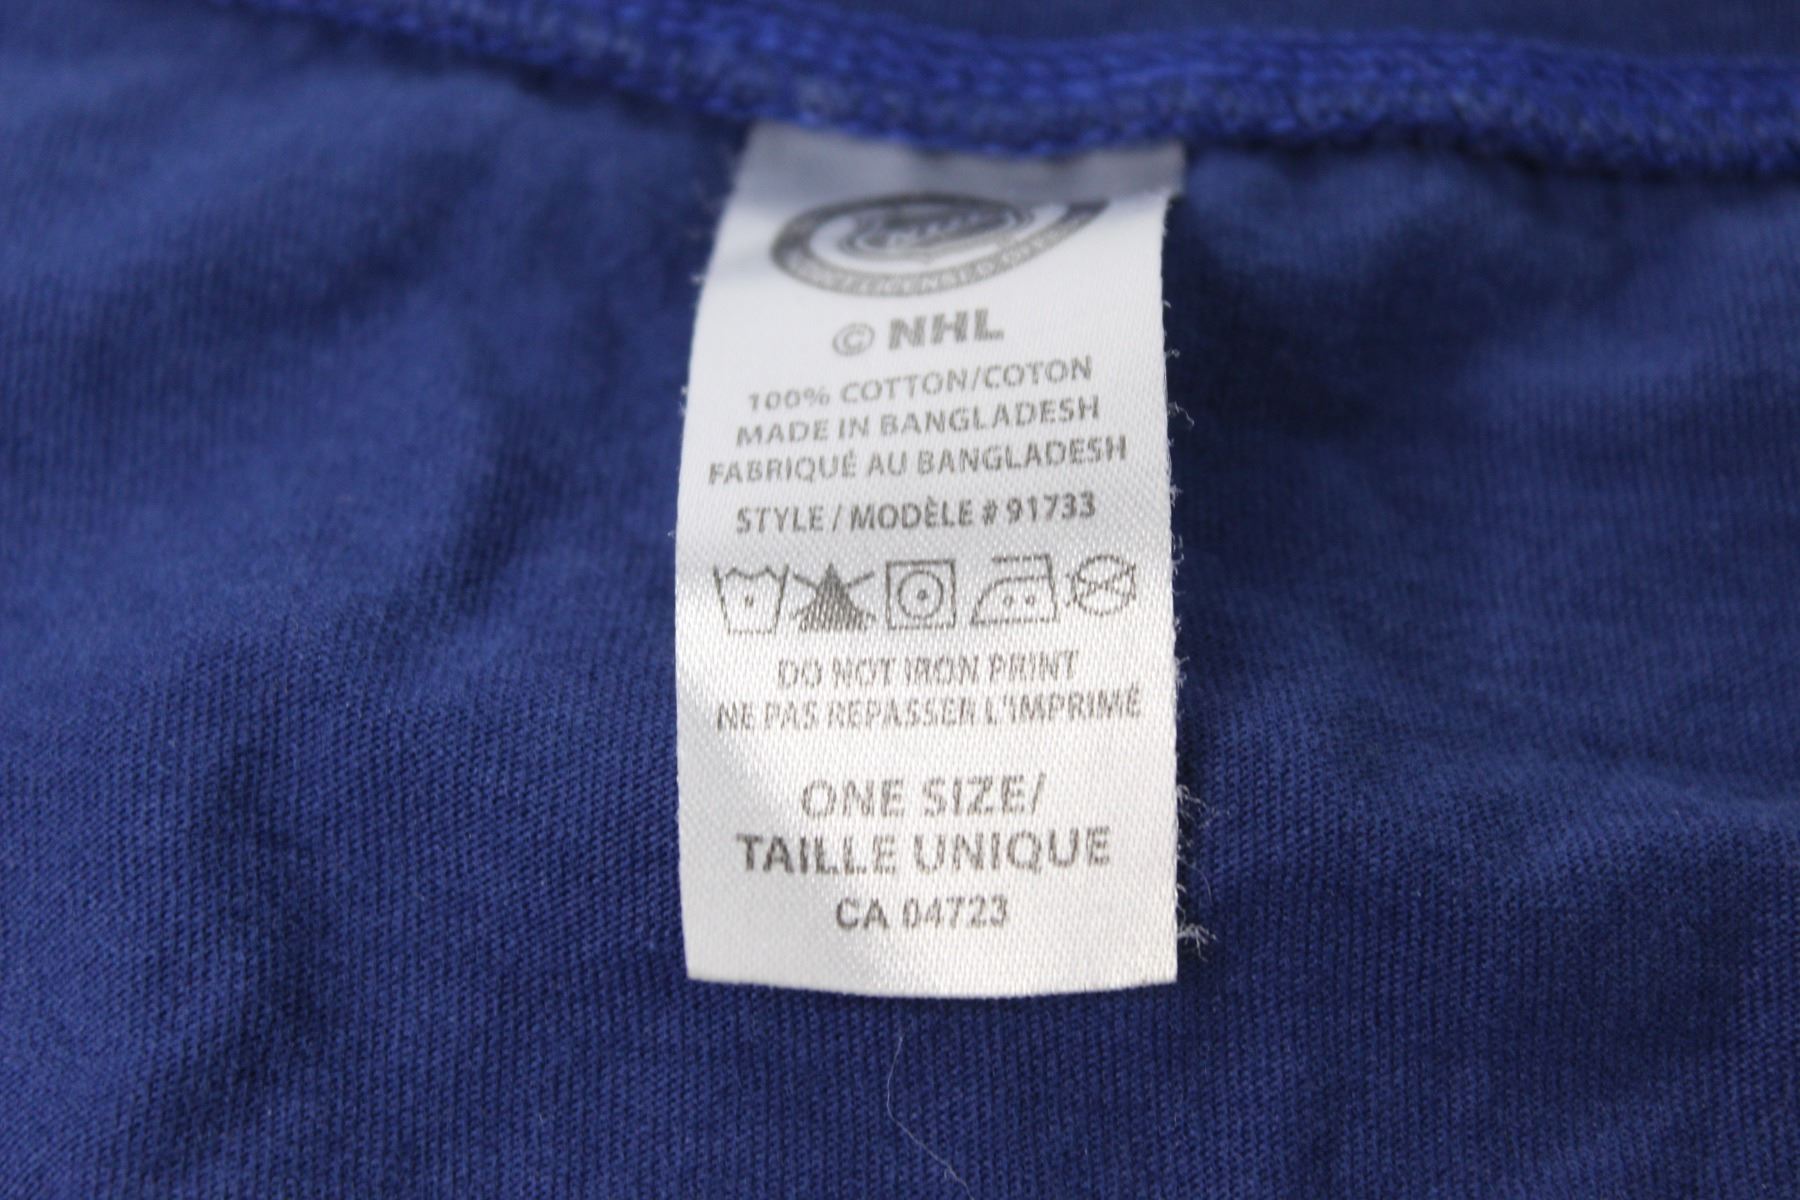 NHL
© NHL
100% COTTON/COTON
MADE IN BANGLADESH
FABRIQUÉ AU BANGLADESH
STYLE / MODÈLE # 91733
DO NOT IRON PRINT
NE PAS REPASSER L'IMPRIMÉ
ONE SIZE/
TAILLE UNIQUE
CA 04723